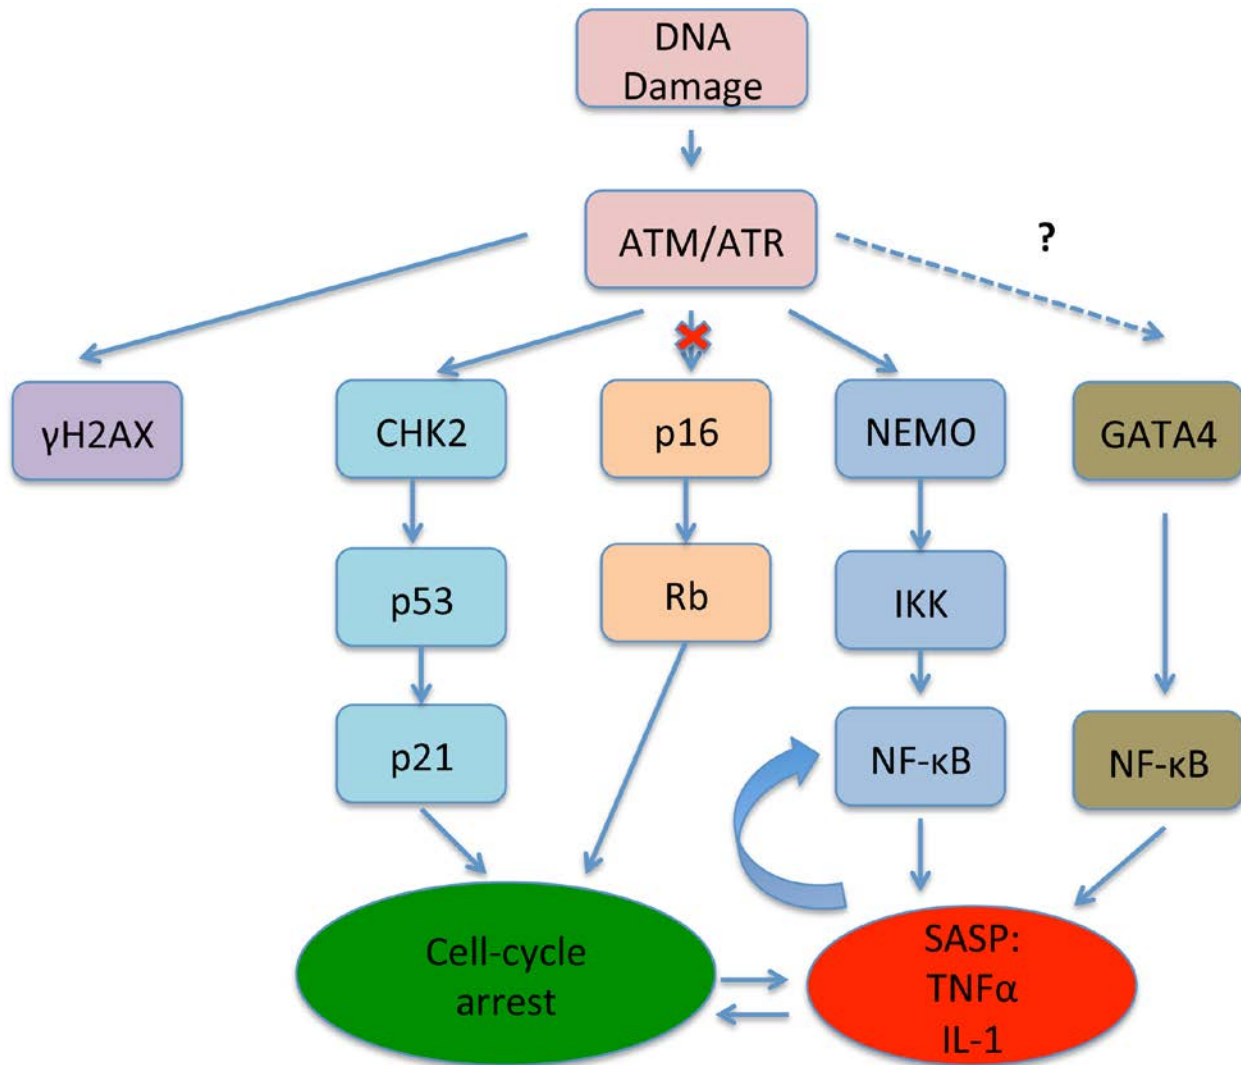 DNA
Damage
ATM/ATR
?
γH2AX
CHK2
p16
NEMO
GATA4
p53
Rb
IKK
p21
NF-κB
NF-κB
Cell-cycle
arrest
SASP:
TNFα
IL-1